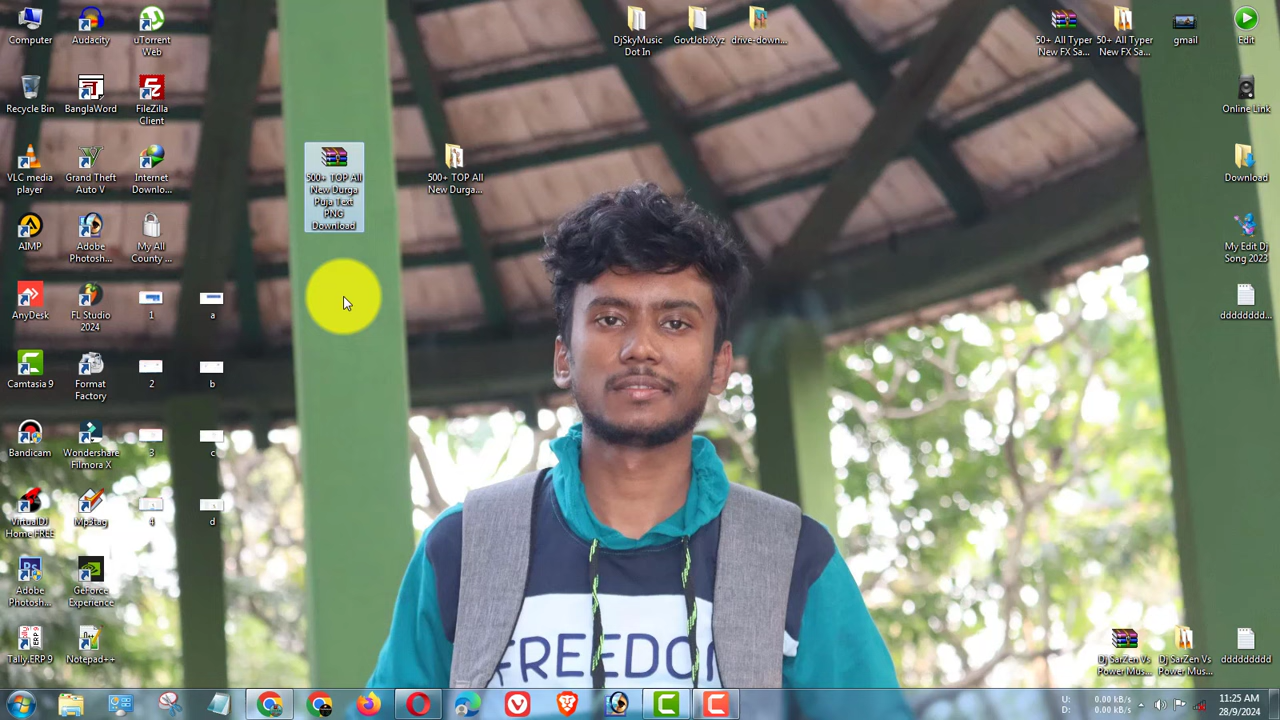 Computer
Audacity
uTorrent
Web
DjSkyMusic
Dot In
GovtJob.Xyz
drive-down...
50+ All Typer
New FX Sa...
50+ All Typer
New FX Sa...
gmail
Edit
Recycle Bin
BanglaWord
FileZilla
Client
Online Link
VLC media
player
Grand Theft
Auto V
Internet
Downlo...
500+ TOP All
New Durga
Puja Text
PNG
Download
500+ TOP All
New Durga...
Download
AIMP
Adobe
Photosh...
My All
County ...
My Edit Dj
Song 2023
AnyDesk
FL Studio
2024
1
a
dddddddd...
Camtasia 9
Format
Factory
2
b
Bandicam
Wondershare
Filmora X
3
c
VirtualDJ
Home FREE
Mp3tag
4
d
Adobe
Photosh...
GeForce
Experience
FREEDO
Tally.ERP 9
Notepad++
Dj SarZen Vs
Power Mus...
Dj SarZen Vs
Power Mus...
ddddddddd
U: 0.00 kB/s
D: 0.00 kB/s
11:25 AM
28/9/2024